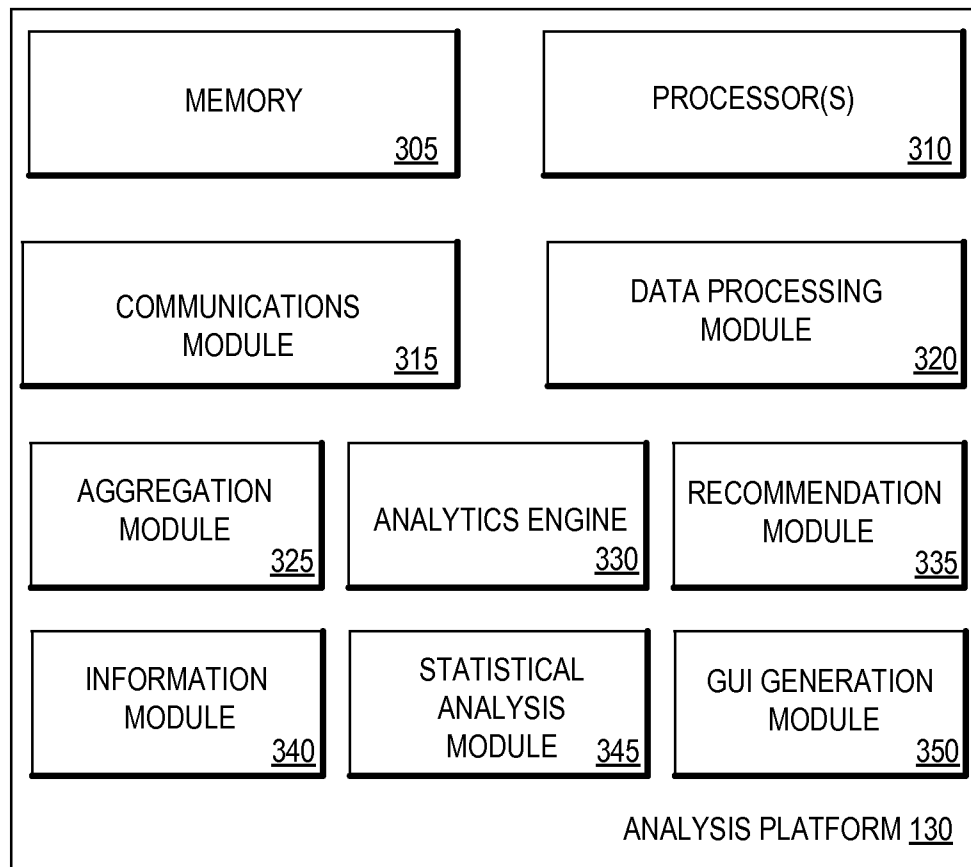 MEMORY
305
PROCESSOR(S)
310
COMMUNICATIONS
MODULE
315
DATA PROCESSING
MODULE
320
AGGREGATION
MODULE
325
ANALYTICS ENGINE
330
RECOMMENDATION
MODULE
335
INFORMATION
MODULE
340
STATISTICAL
ANALYSIS
MODULE
345
GUI GENERATION
MODULE
350
ANALYSIS PLATFORM 130